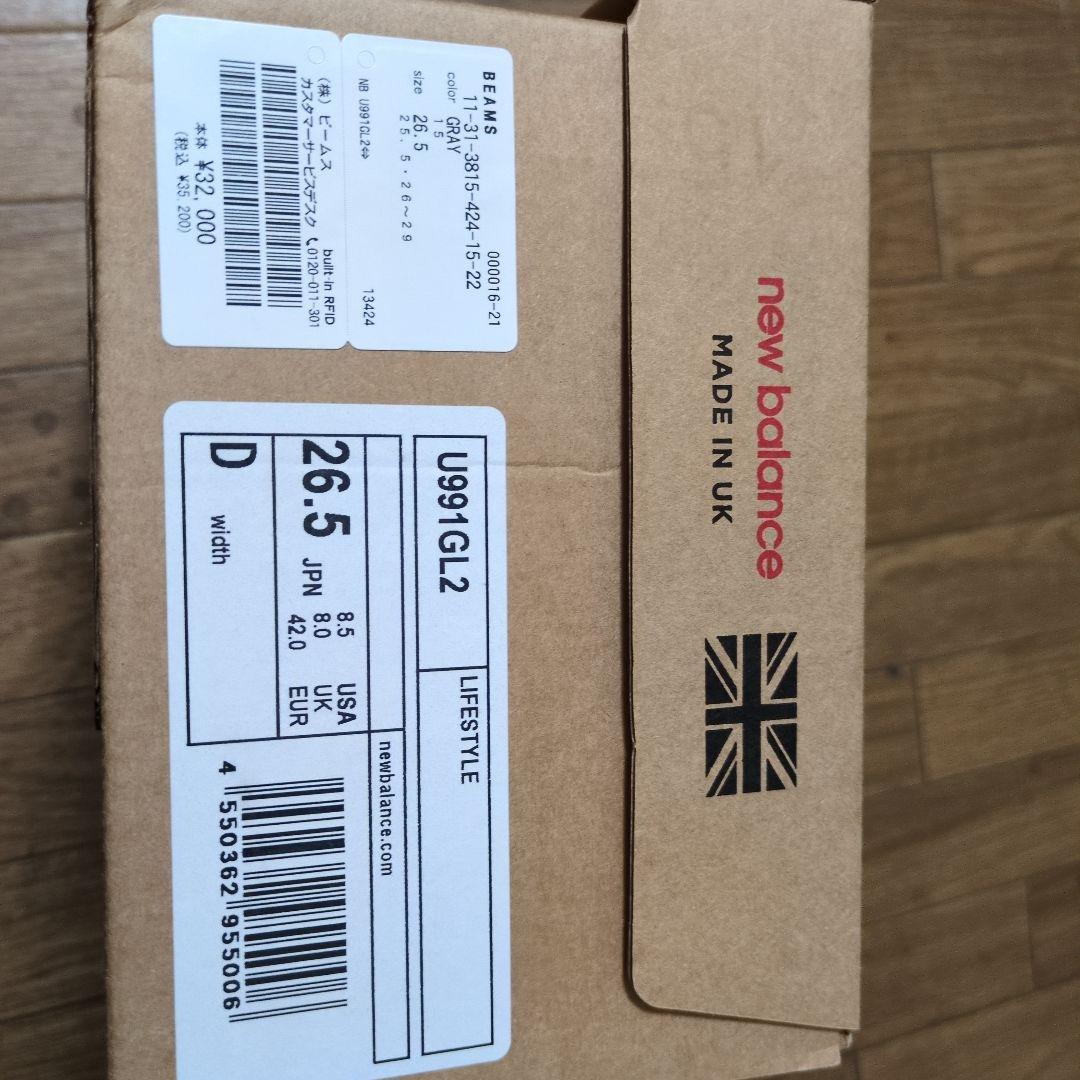 BEAMS 000016-21
11-31-3815-424-15-22
color GRAY
15
size 26.5
25.5・26～29
NB U991GL2⇔ 13424
(株)ビームス built-in RFID
カスタマーサービスデスク 0120-011-301
本体 ¥32,000
(税込 ¥35,200)
new balance
MADE IN UK
U991GL2 LIFESTYLE
newbalance.com
26.5 JPN
8.5 USA
8.0 UK
42.0 EUR
D width
4 550362 955006